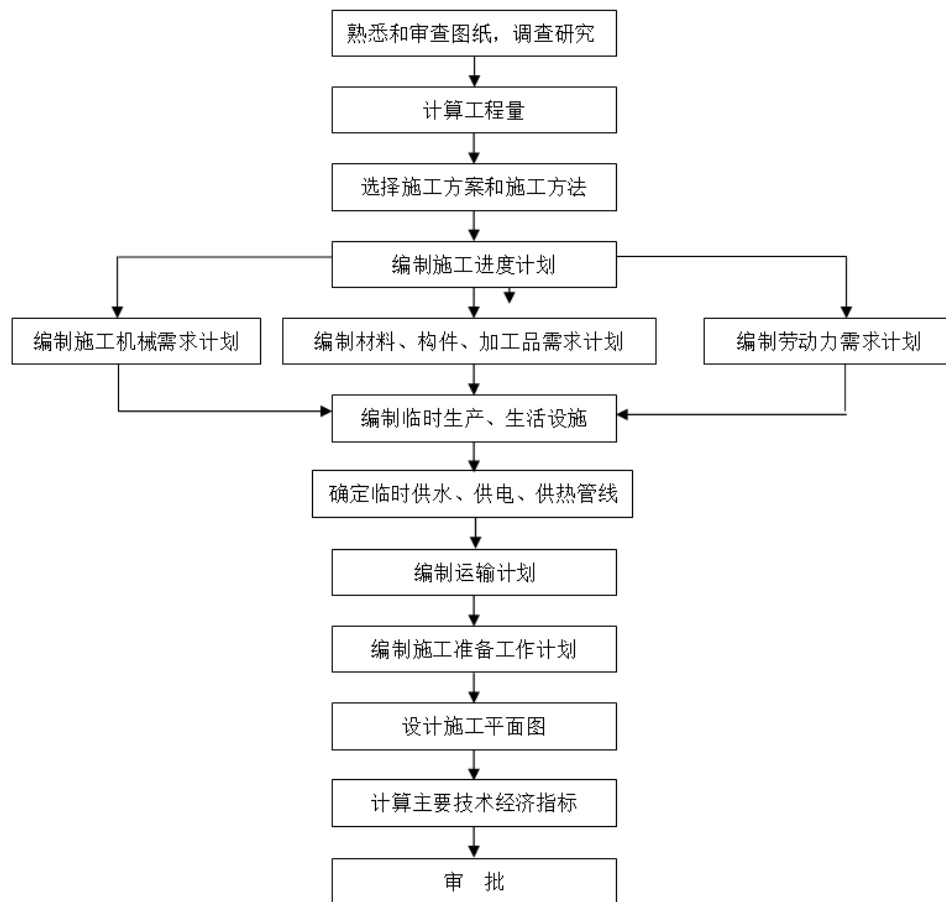 熟悉和审查图纸，调查研究
计算工程量
选择施工方案和施工方法
编制施工进度计划
编制施工机械需求计划
编制材料、构件、加工品需求计划
编制劳动力需求计划
编制临时生产、生活设施
确定临时供水、供电、供热管线
编制运输计划
编制施工准备工作计划
设计施工平面图
计算主要技术经济指标
审　批